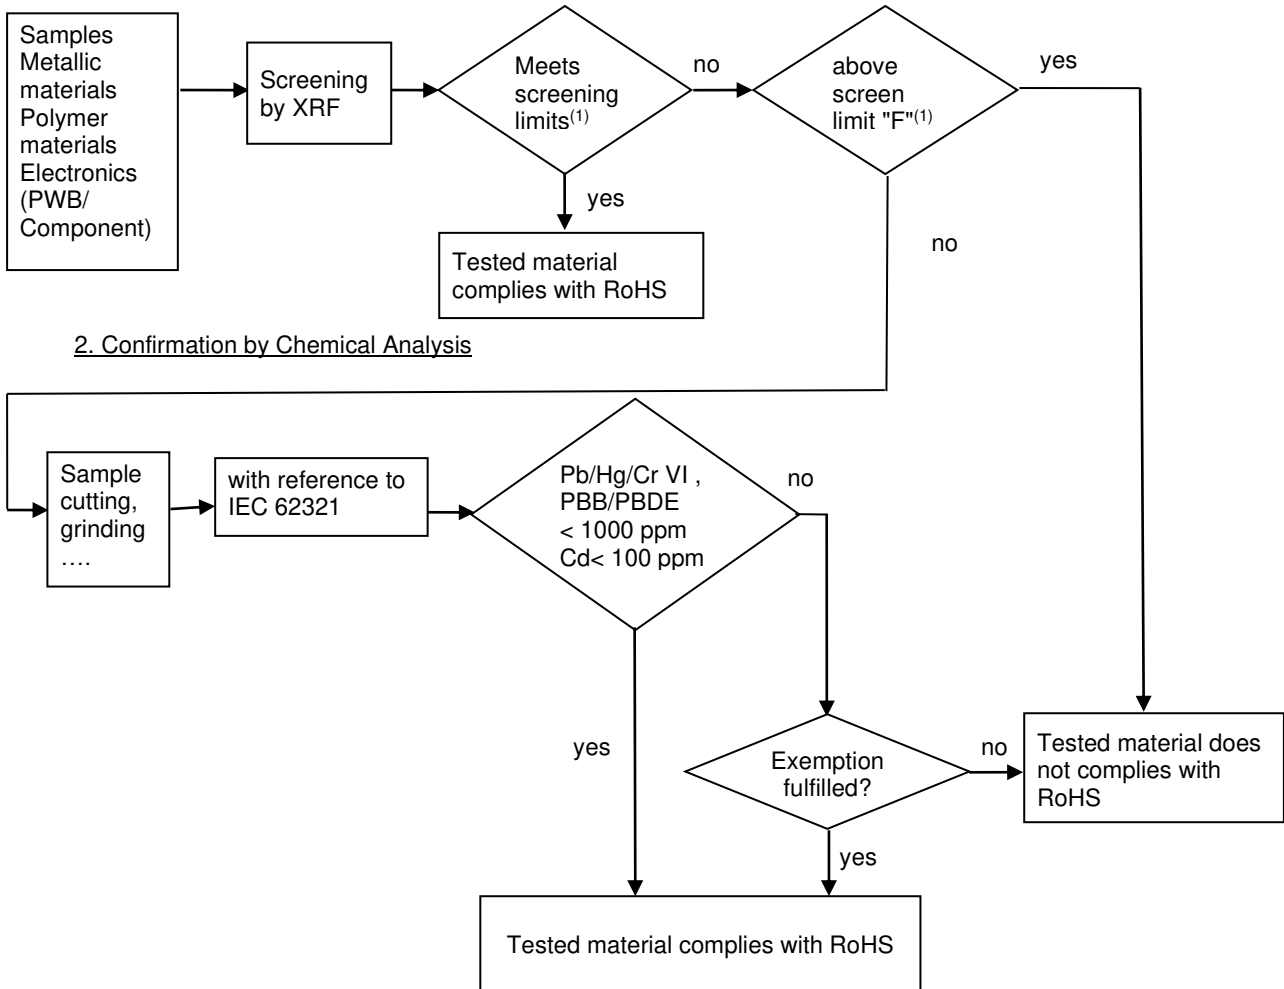 Samples
Metallic
materials
Polymer
materials
Electronics
(PWB/
Component)
Screening
by XRF
Meets
screening
limits(1)
no
above
screen
limit "F"(1)
yes
yes
no
Tested material
complies with RoHS
2. Confirmation by Chemical Analysis
Sample
cutting,
grinding
....
with reference to
IEC 62321
Pb/Hg/Cr VI ,
PBB/PBDE
< 1000 ppm
Cd< 100 ppm
no
yes
Exemption
fulfilled?
no
Tested material does
not complies with
RoHS
yes
Tested material complies with RoHS